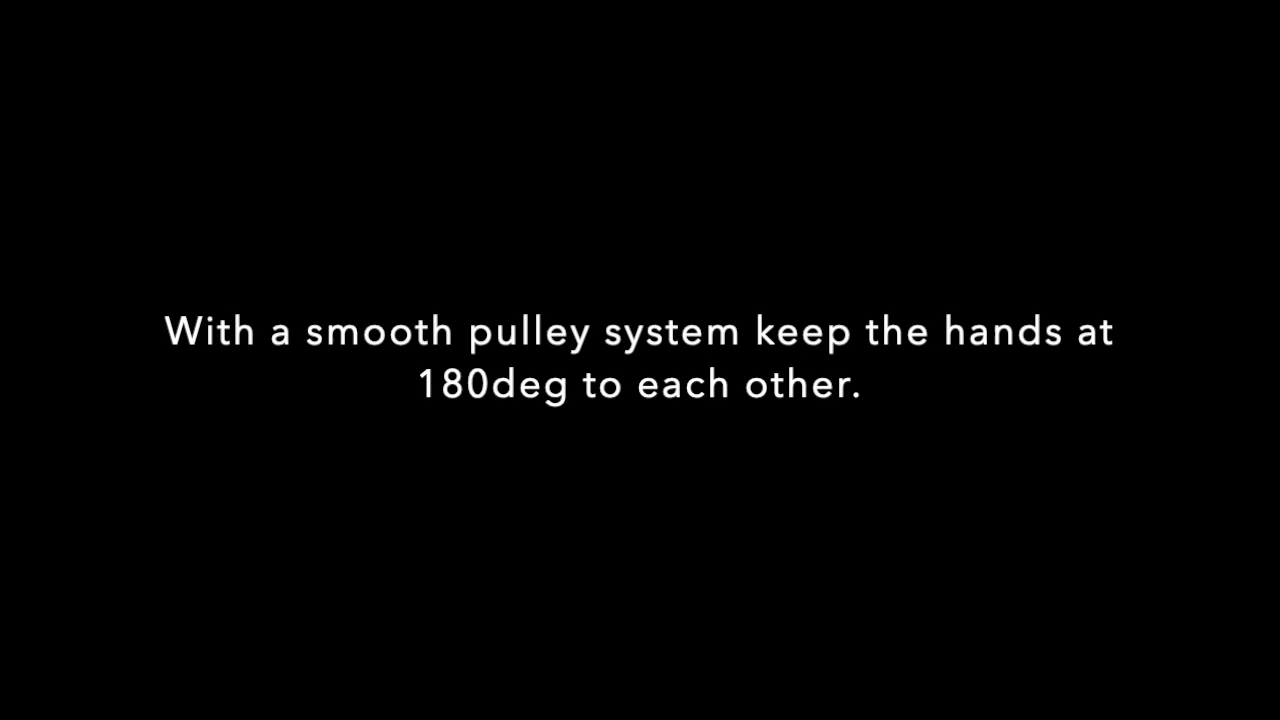 With a smooth pulley system keep the hands at
180deg to each other.